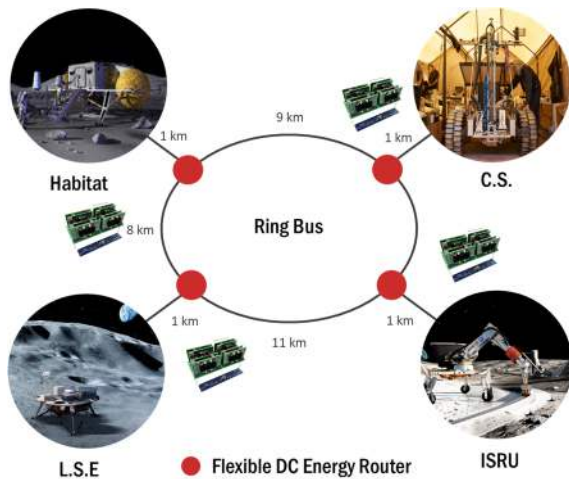 9 km
1 km
1 km
Habitat
C.S.
8 km
Ring Bus
1 km
1 km
11 km
L.S.E
Flexible DC Energy Router
ISRU